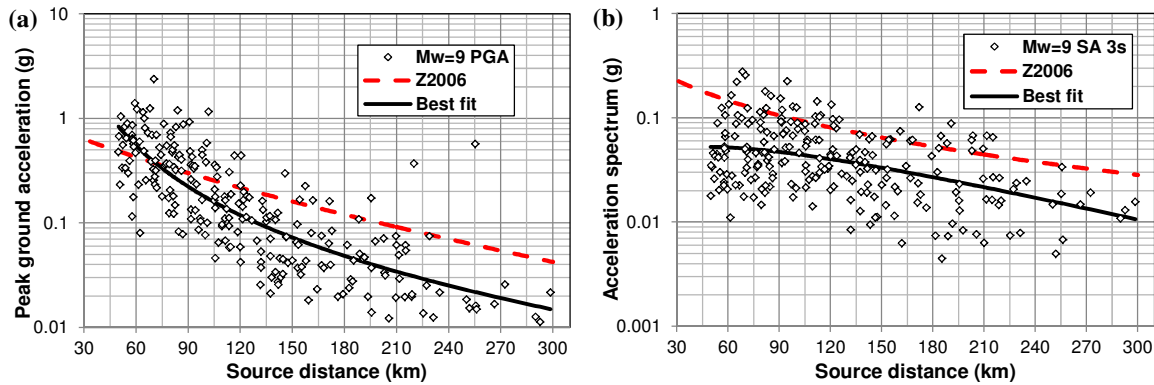 (a)
Peak ground acceleration (g)
10
1
0.1
0.01
Mw=9 PGA
Z2006
Best fit
30 60 90 120 150 180 210 240 270 300
Source distance (km)
(b)
Acceleration spectrum (g)
1
0.1
0.01
0.001
Mw=9 SA 3s
Z2006
Best fit
30 60 90 120 150 180 210 240 270 300
Source distance (km)